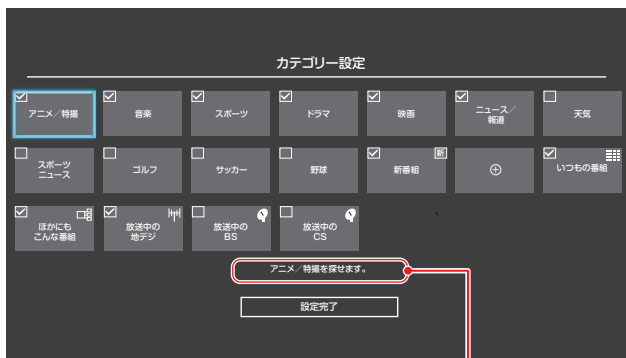 カテゴリー設定
アニメ／特撮
音楽
スポーツ
ドラマ
映画
ニュース／
報道
天気
スポーツ
ニュース
ゴルフ
サッカー
野球
新
新番組
いつもの番組
ほかにも
こんな番組
放送中の
地デジ
放送中の
BS
放送中の
CS
アニメ／特撮を探せます。
設定完了